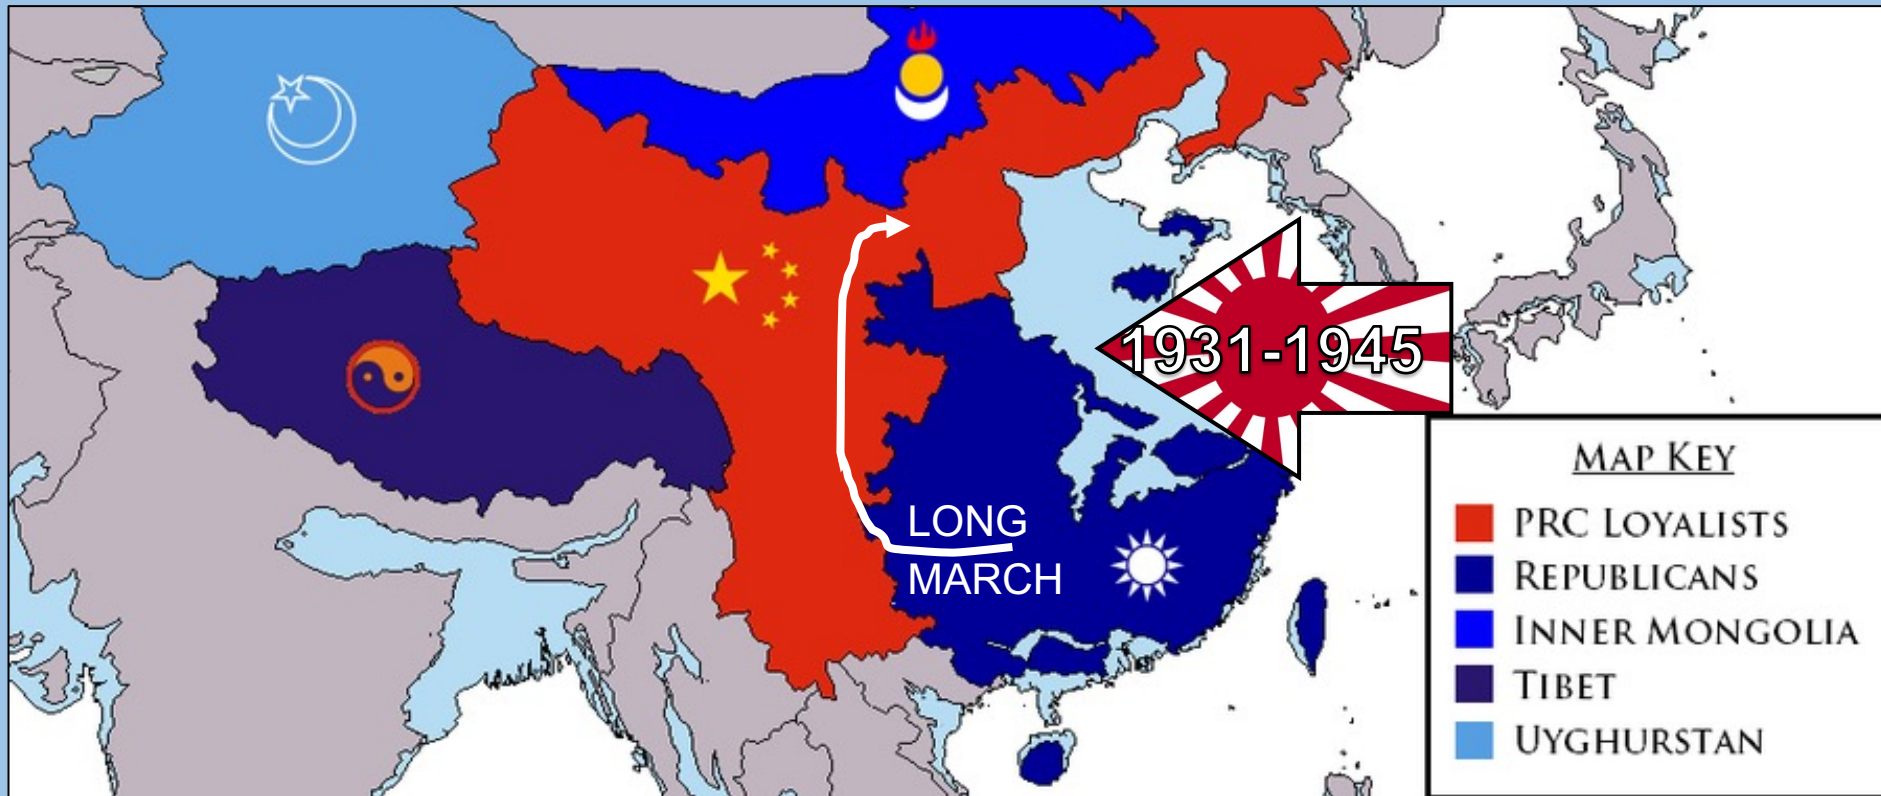 1931-1945
LONG
MARCH
MAP KEY
PRC LOYALISTS
REPUBLICANS
INNER MONGOLIA
TIBET
UYGHURSTAN